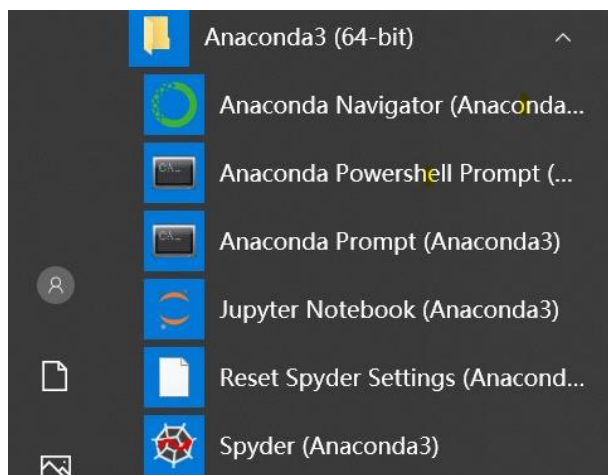 Anaconda3 (64-bit)
Anaconda Navigator (Anaconda...
Anaconda Powershell Prompt (...
Anaconda Prompt (Anaconda3)
Jupyter Notebook (Anaconda3)
Reset Spyder Settings (Anacond...
Spyder (Anaconda3)